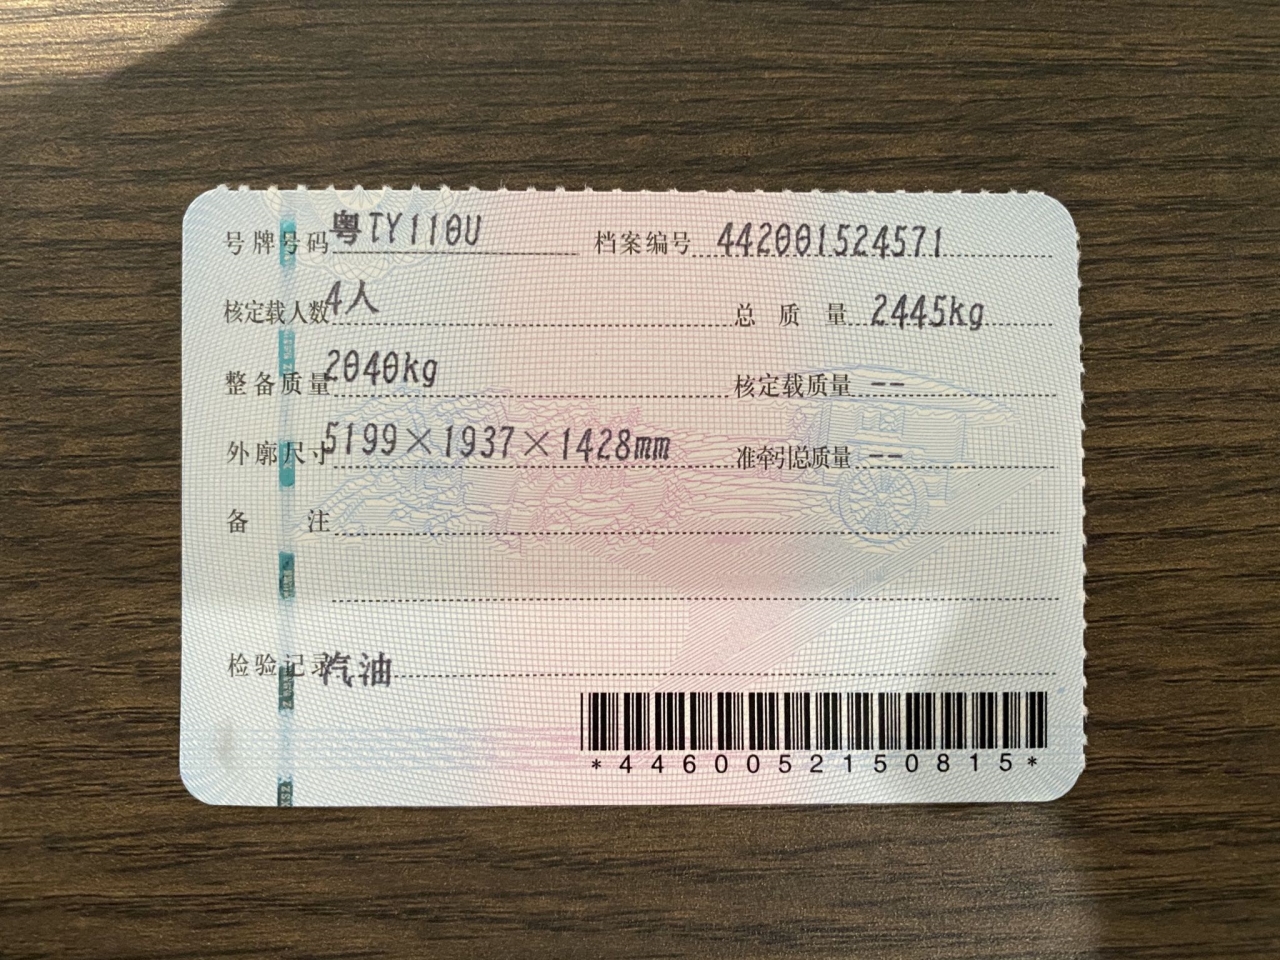 号牌号码 粤TY110U 档案编号 442001524571
核定载人数 4人 总质量 2445kg
整备质量 2040kg 核定载质量 --
外廓尺寸 5199×1937×1428mm 准牵引总质量 --
备注
检验记录 汽油
*4460052150815*